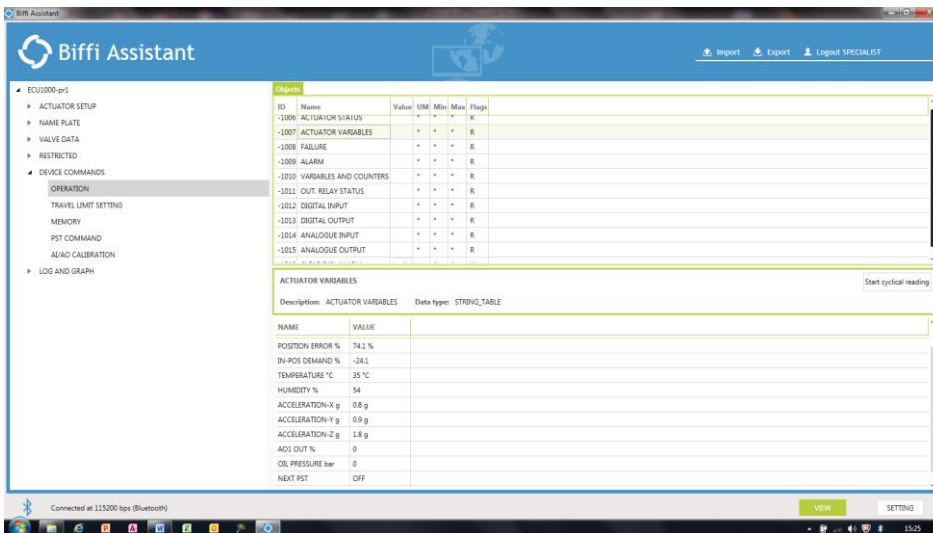 Biffi Assistant
Biffi Assistant
Import Export Logout SPECIALIST
ECU1000-pr1
ACTUATOR SETUP
NAME PLATE
VALVE DATA
RESTRICTED
DEVICE COMMANDS
OPERATION
TRAVEL LIMIT SETTING
MEMORY
PST COMMAND
AI/AO CALIBRATION
LOG AND GRAPH
Objects
ID Name Value UM Min Max Flags
-1006 ACTUATOR STATUS * * * R
-1007 ACTUATOR VARIABLES * * * R
-1008 FAILURE * * * R
-1009 ALARM * * * R
-1010 VARIABLES AND COUNTERS * * * R
-1011 OUT. RELAY STATUS * * * R
-1012 DIGITAL INPUT * * * R
-1013 DIGITAL OUTPUT * * * R
-1014 ANALOGUE INPUT * * * R
-1015 ANALOGUE OUTPUT * * * R
ACTUATOR VARIABLES
Start cyclical reading
Description: ACTUATOR VARIABLES Data type: STRING_TABLE
NAME VALUE
POSITION ERROR % 74.1 %
IN-POS DEMAND % -24.1
TEMPERATURE °C 35 °C
HUMIDITY % 54
ACCELERATION-X g 0.8 g
ACCELERATION-Y g 0.9 g
ACCELERATION-Z g 1.8 g
AO1 OUT % 0
OIL PRESSURE bar 0
NEXT PST OFF
Connected at 115200 bps (Bluetooth)
VIEW SETTING
15:25